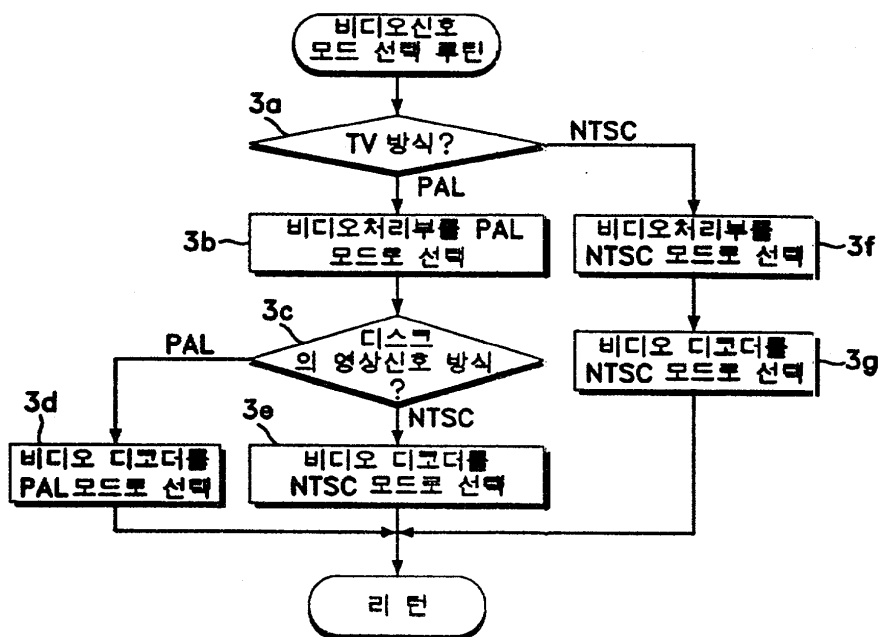 비디오신호
모드 선택 루틴
3a
TV 방식?
NTSC
PAL
3b
비디오처리부를 PAL
모드로 선택
비디오처리부를
NTSC 모드로 선택
3f
3c
디스크
의 영상신호 방식
?
PAL
NTSC
비디오 디코더를
NTSC 모드로 선택
3g
3d
비디오 디코더를
PAL모드로 선택
3e
비디오 디코더를
NTSC 모드로 선택
리 턴